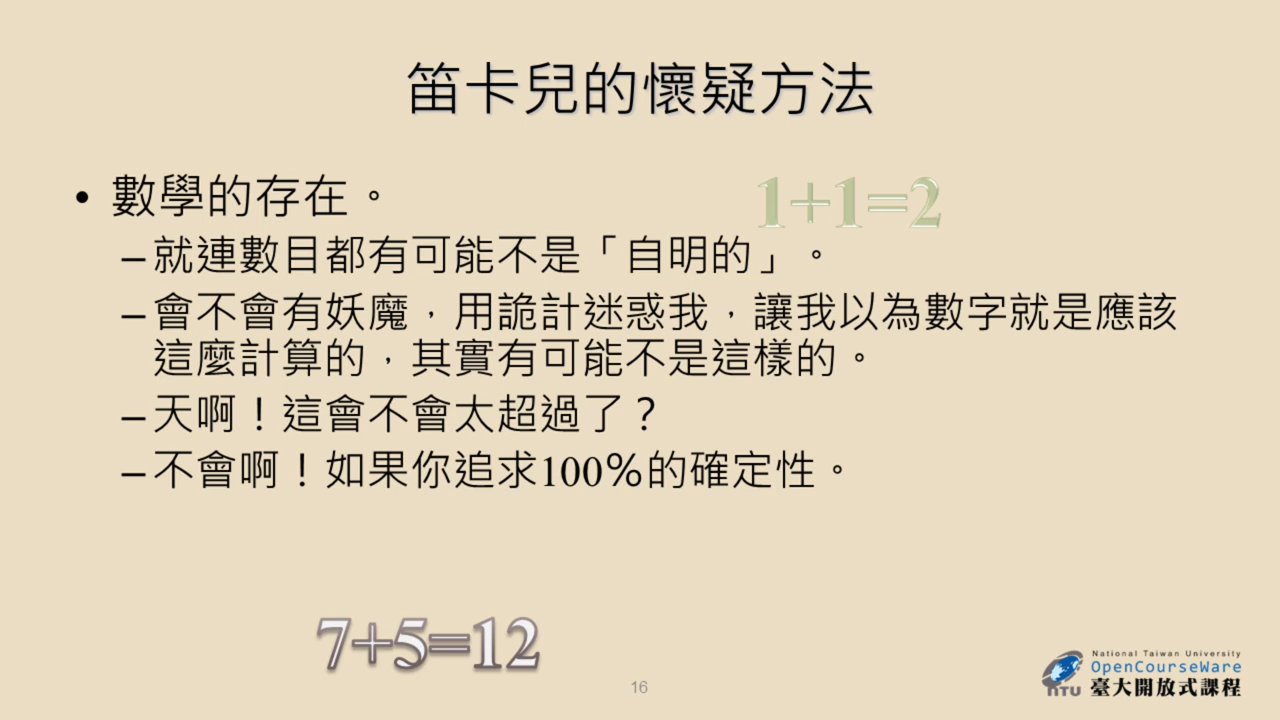 笛卡兒的懷疑方法
• 數學的存在。
1+1=2
–就連數目都有可能不是「自明的」。
–會不會有妖魔，用詭計迷惑我，讓我以為數字就是應該
這麼計算的，其實有可能不是這樣的。
–天啊！這會不會太超過了？
–不會啊！如果你追求100%的確定性。
7+5=12
16
National Taiwan University
OpenCourseWare
NTU 臺大開放式課程